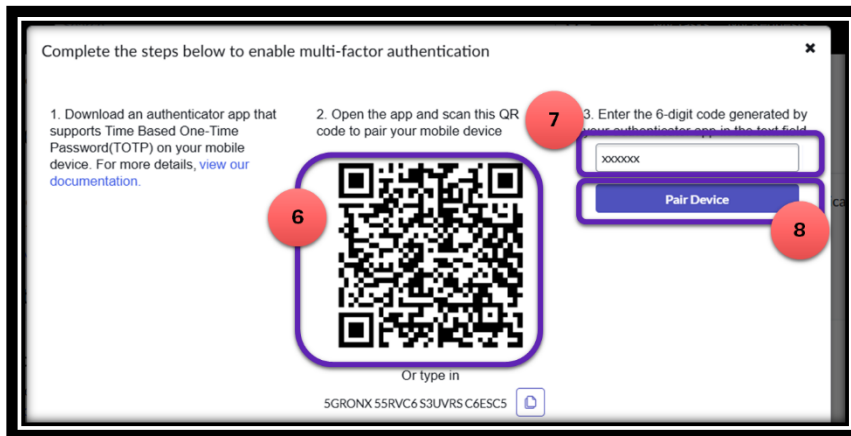 Complete the steps below to enable multi-factor authentication
1. Download an authenticator app that
supports Time Based One-Time
Password(TOTP) on your mobile
device. For more details, view our
documentation.
2. Open the app and scan this QR
code to pair your mobile device
6
Or type in
5GRONX 55RVC6 S3UVRS C6ESC5
7
3. Enter the 6-digit code generated by
your authenticator app in the text field
xxxxxx
Pair Device
8
ca